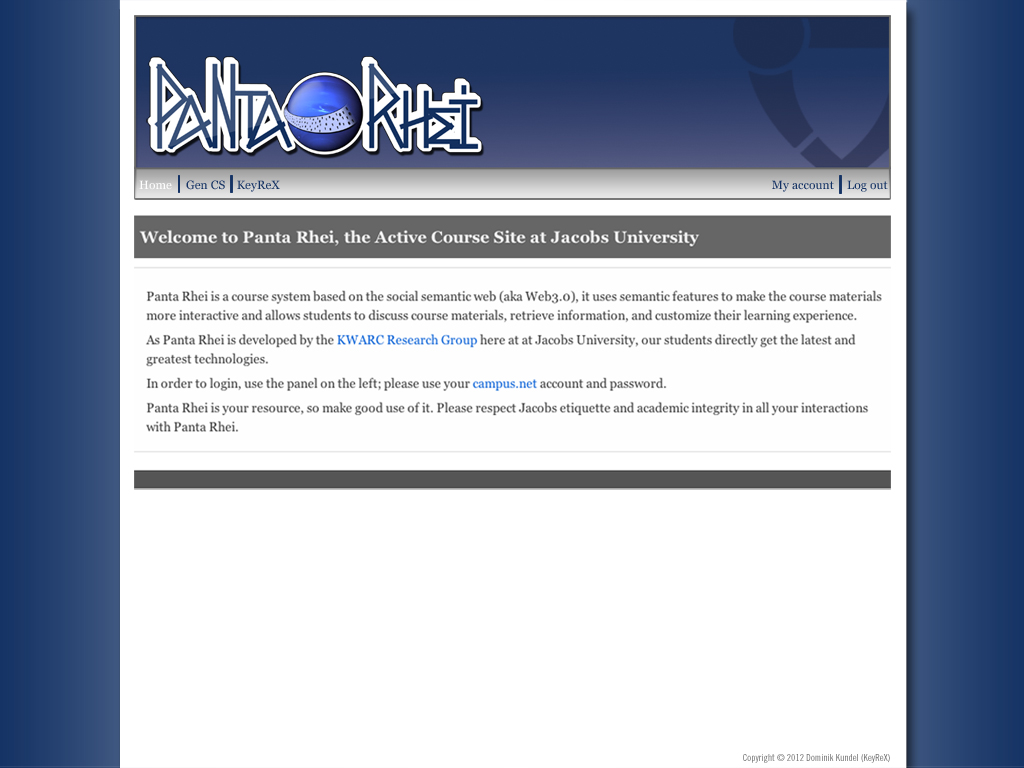 PANTA RHEI
Home Gen CS KeyReX My account Log out
Welcome to Panta Rhei, the Active Course Site at Jacobs University
Panta Rhei is a course system based on the social semantic web (aka Web3.0), it uses semantic features to make the course materials
more interactive and allows students to discuss course materials, retrieve information, and customize their learning experience.
As Panta Rhei is developed by the KWARC Research Group here at at Jacobs University, our students directly get the latest and
greatest technologies.
In order to login, use the panel on the left; please use your campus.net account and password.
Panta Rhei is your resource, so make good use of it. Please respect Jacobs etiquette and academic integrity in all your interactions
with Panta Rhei.
Copyright © 2012 Dominik Kundel (KeyReX)